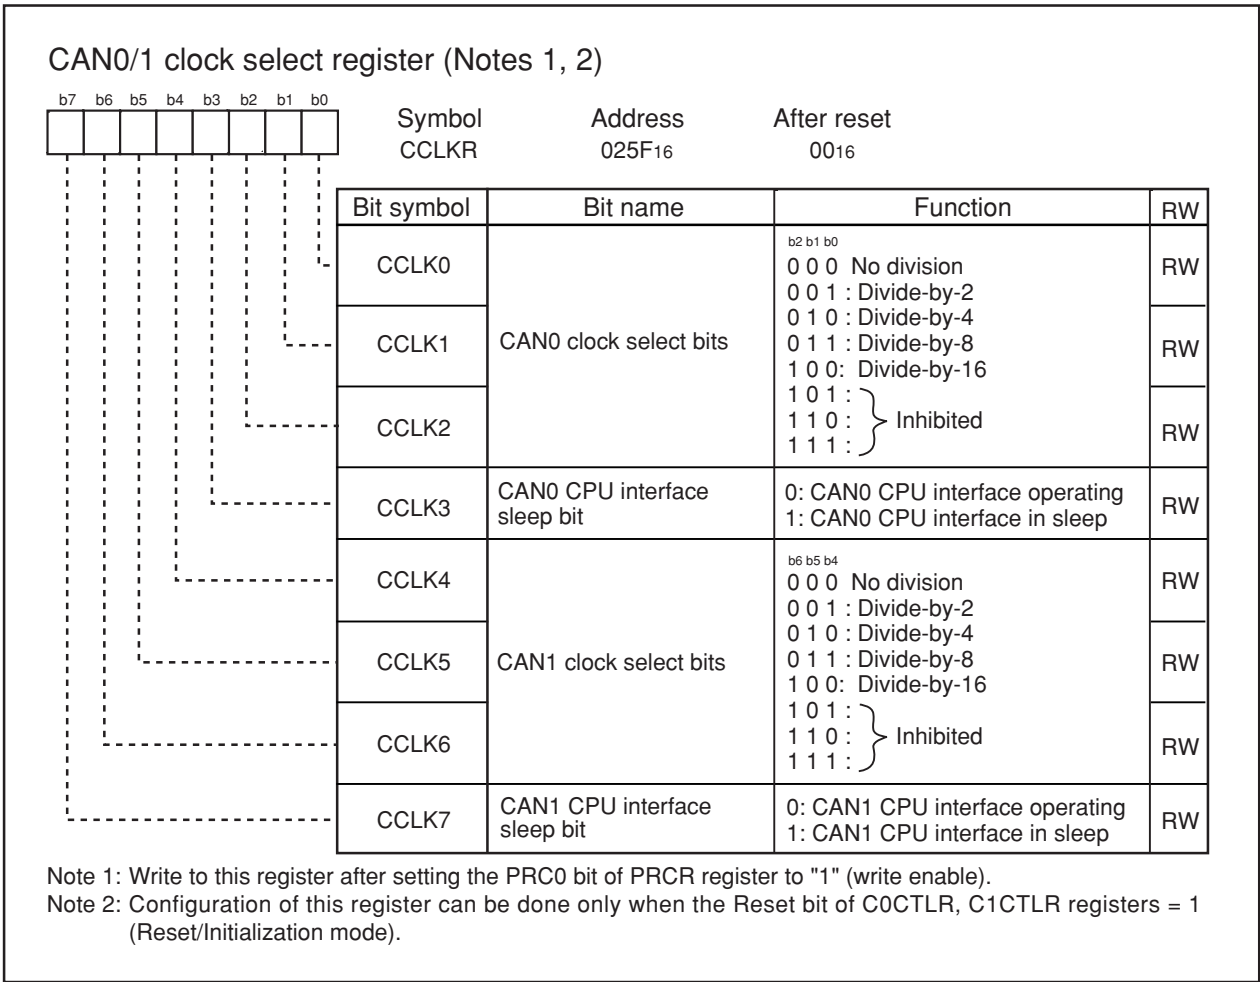 CAN0/1 clock select register (Notes 1, 2)
b7 b6 b5 b4 b3 b2 b1 b0
Symbol Address After reset
CCLKR 025F16 0016
Bit symbol Bit name Function RW
CCLK0 RW
CCLK1 CAN0 clock select bits RW
CCLK2 RW
b2 b1 b0
0 0 0 No division
0 0 1 : Divide-by-2
0 1 0 : Divide-by-4
0 1 1 : Divide-by-8
1 0 0: Divide-by-16
1 0 1 :
1 1 0 : Inhibited
1 1 1 :
CCLK3 CAN0 CPU interface sleep bit RW
0: CAN0 CPU interface operating
1: CAN0 CPU interface in sleep
CCLK4 RW
CCLK5 CAN1 clock select bits RW
CCLK6 RW
b6 b5 b4
0 0 0 No division
0 0 1 : Divide-by-2
0 1 0 : Divide-by-4
0 1 1 : Divide-by-8
1 0 0: Divide-by-16
1 0 1 :
1 1 0 : Inhibited
1 1 1 :
CCLK7 CAN1 CPU interface sleep bit RW
0: CAN1 CPU interface operating
1: CAN1 CPU interface in sleep
Note 1: Write to this register after setting the PRC0 bit of PRCR register to "1" (write enable).
Note 2: Configuration of this register can be done only when the Reset bit of C0CTLR, C1CTLR registers = 1
(Reset/Initialization mode).